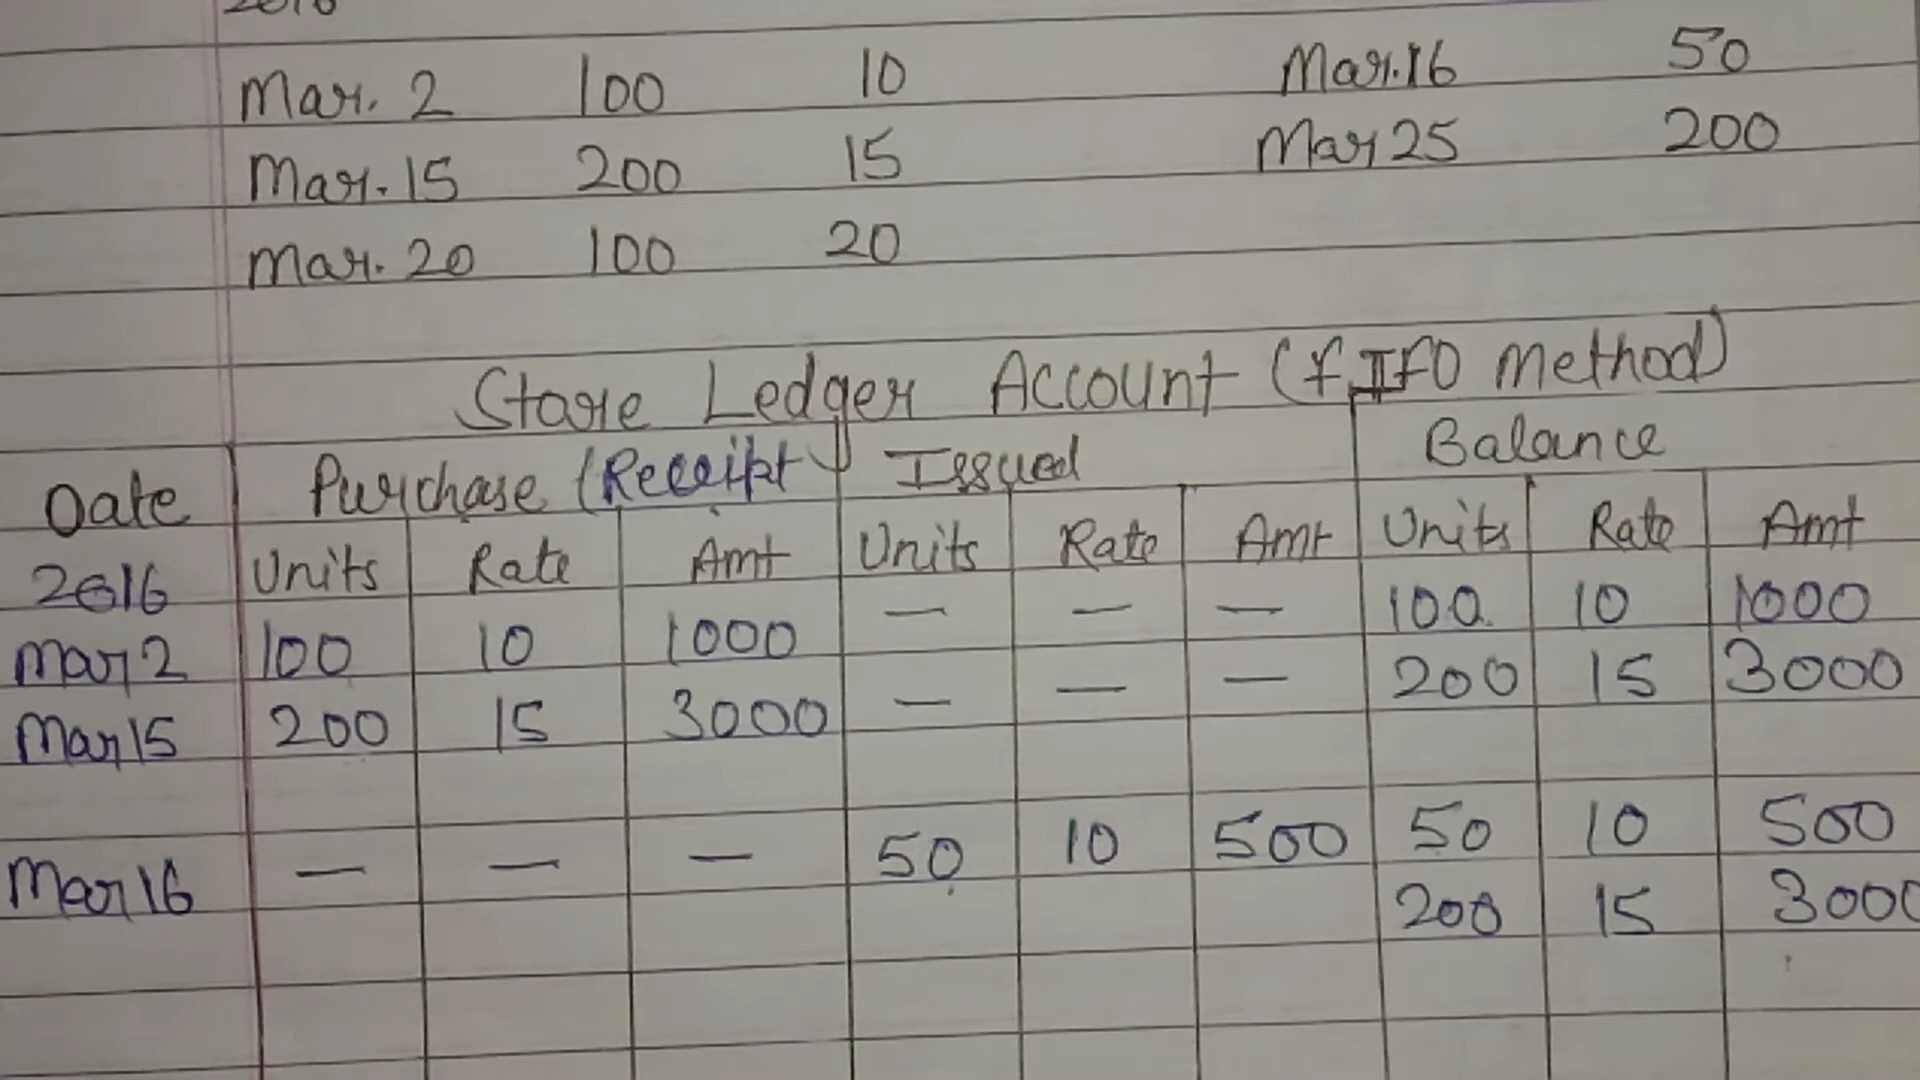 2016
Mar. 2 100 10 Mar.16 50
Mar. 15 200 15 Mar 25 200
Mar. 20 100 20
Store Ledger Account (FIFO Method)
Date Purchase (Receipt) Issued Balance
2016 Units Rate Amt Units Rate Amt Units Rate Amt
Mar 2 100 10 1000 — — — 100 10 1000
Mar 15 200 15 3000 — — — 200 15 3000
Mar 16 — — — 50 10 500 50 10 500
200 15 3000